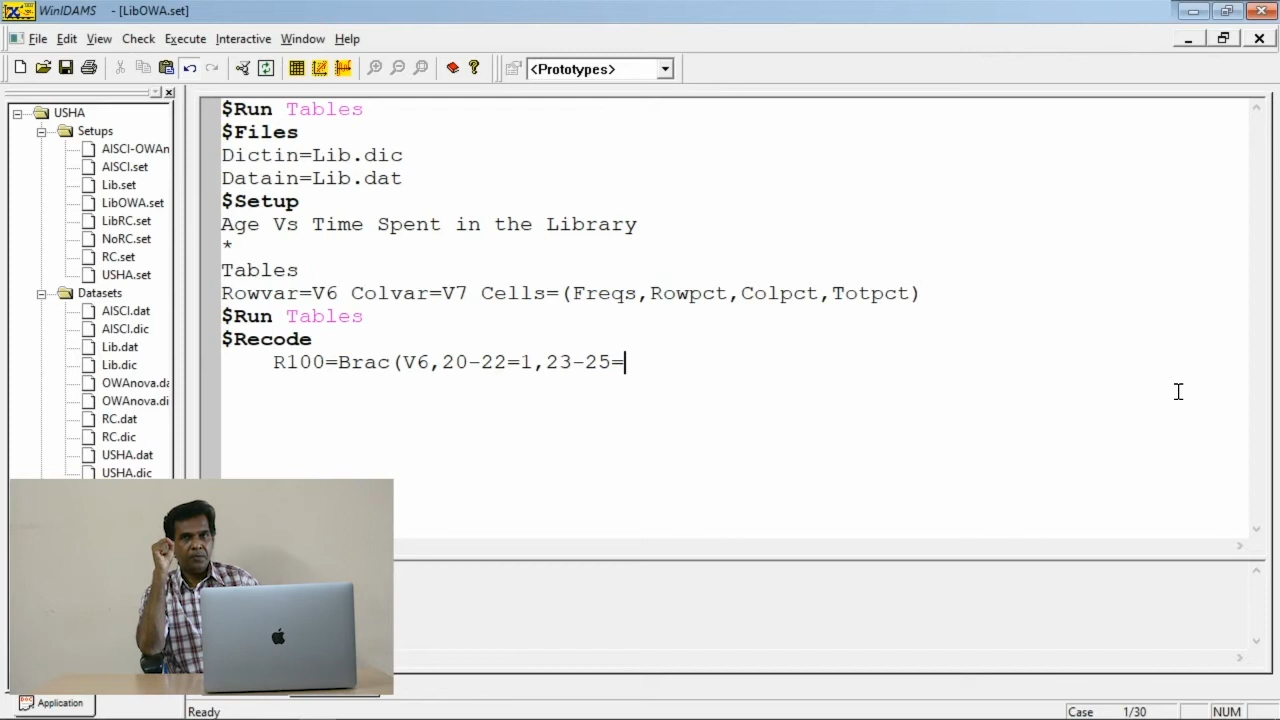 WinIDAMS - [LibOWA.set]
File Edit View Check Execute Interactive Window Help
<Prototypes>
USHA
Setups
AISCI-OWAn
AISCI.set
Lib.set
LibOWA.set
LibRC.set
NoRC.set
RC.set
USHA.set
Datasets
AISCI.dat
AISCI.dic
Lib.dat
Lib.dic
OWAnova.da
OWAnova.di
RC.dat
RC.dic
USHA.dat
USHA.dic
$Run Tables
$Files
Dictin=Lib.dic
Datain=Lib.dat
$Setup
Age Vs Time Spent in the Library
*
Tables
Rowvar=V6 Colvar=V7 Cells=(Freqs,Rowpct,Colpct,Totpct)
$Run Tables
$Recode
R100=Brac(V6,20-22=1,23-25=
Application
Ready
Case 1/30 NUM